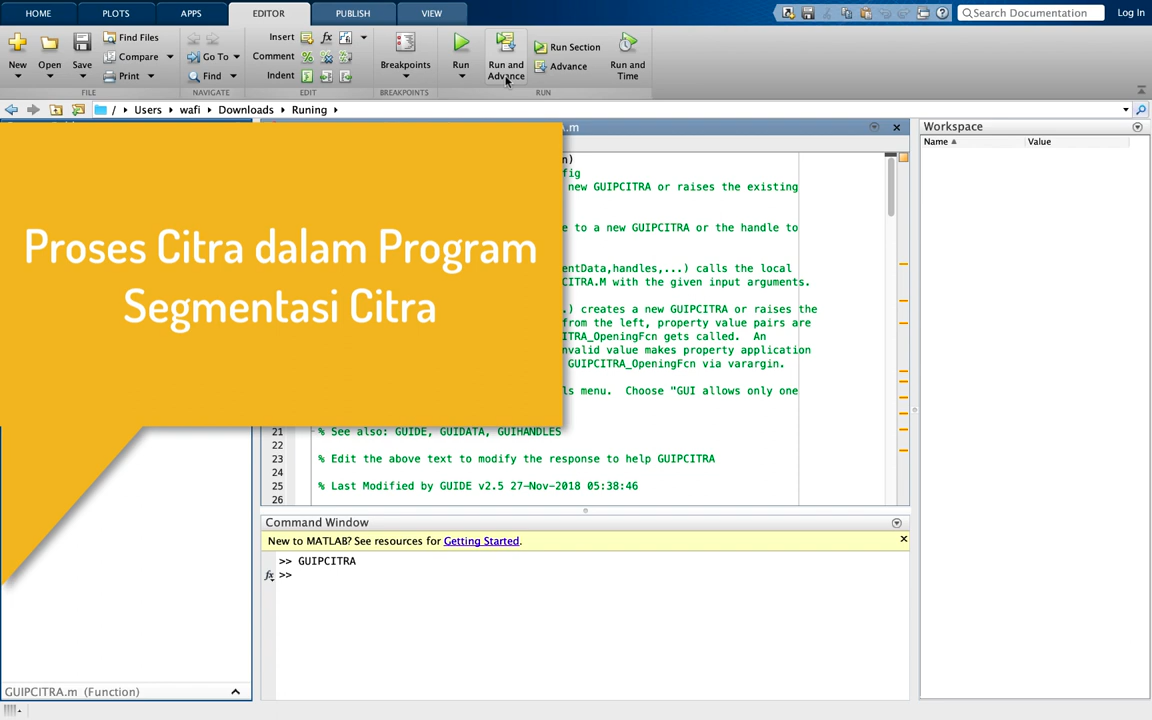 HOME PLOTS APPS EDITOR PUBLISH VIEW Search Documentation Log In
New Open Save Find Files Compare Print Go To Find Insert fx Comment Indent Breakpoints Run Run and Advance Run Section Advance Run and Time
FILE NAVIGATE EDIT BREAKPOINTS RUN
/ Users wafi Downloads Runing
.m
Proses Citra dalam Program
Segmentasi Citra
n)
fig
new GUIPCITRA or raises the existing
e to a new GUIPCITRA or the handle to
entData,handles,...) calls the local
CITRA.M with the given input arguments.
.) creates a new GUIPCITRA or raises the
from the left, property value pairs are
ITRA_OpeningFcn gets called.  An
nvalid value makes property application
GUIPCITRA_OpeningFcn via varargin.
ls menu.  Choose "GUI allows only one
21 % See also: GUIDE, GUIDATA, GUIHANDLES
22
23 % Edit the above text to modify the response to help GUIPCITRA
24
25 % Last Modified by GUIDE v2.5 27-Nov-2018 05:38:46
26
Command Window
New to MATLAB? See resources for Getting Started.
>> GUIPCITRA
fx >>
Workspace
Name Value
GUIPCITRA.m (Function)